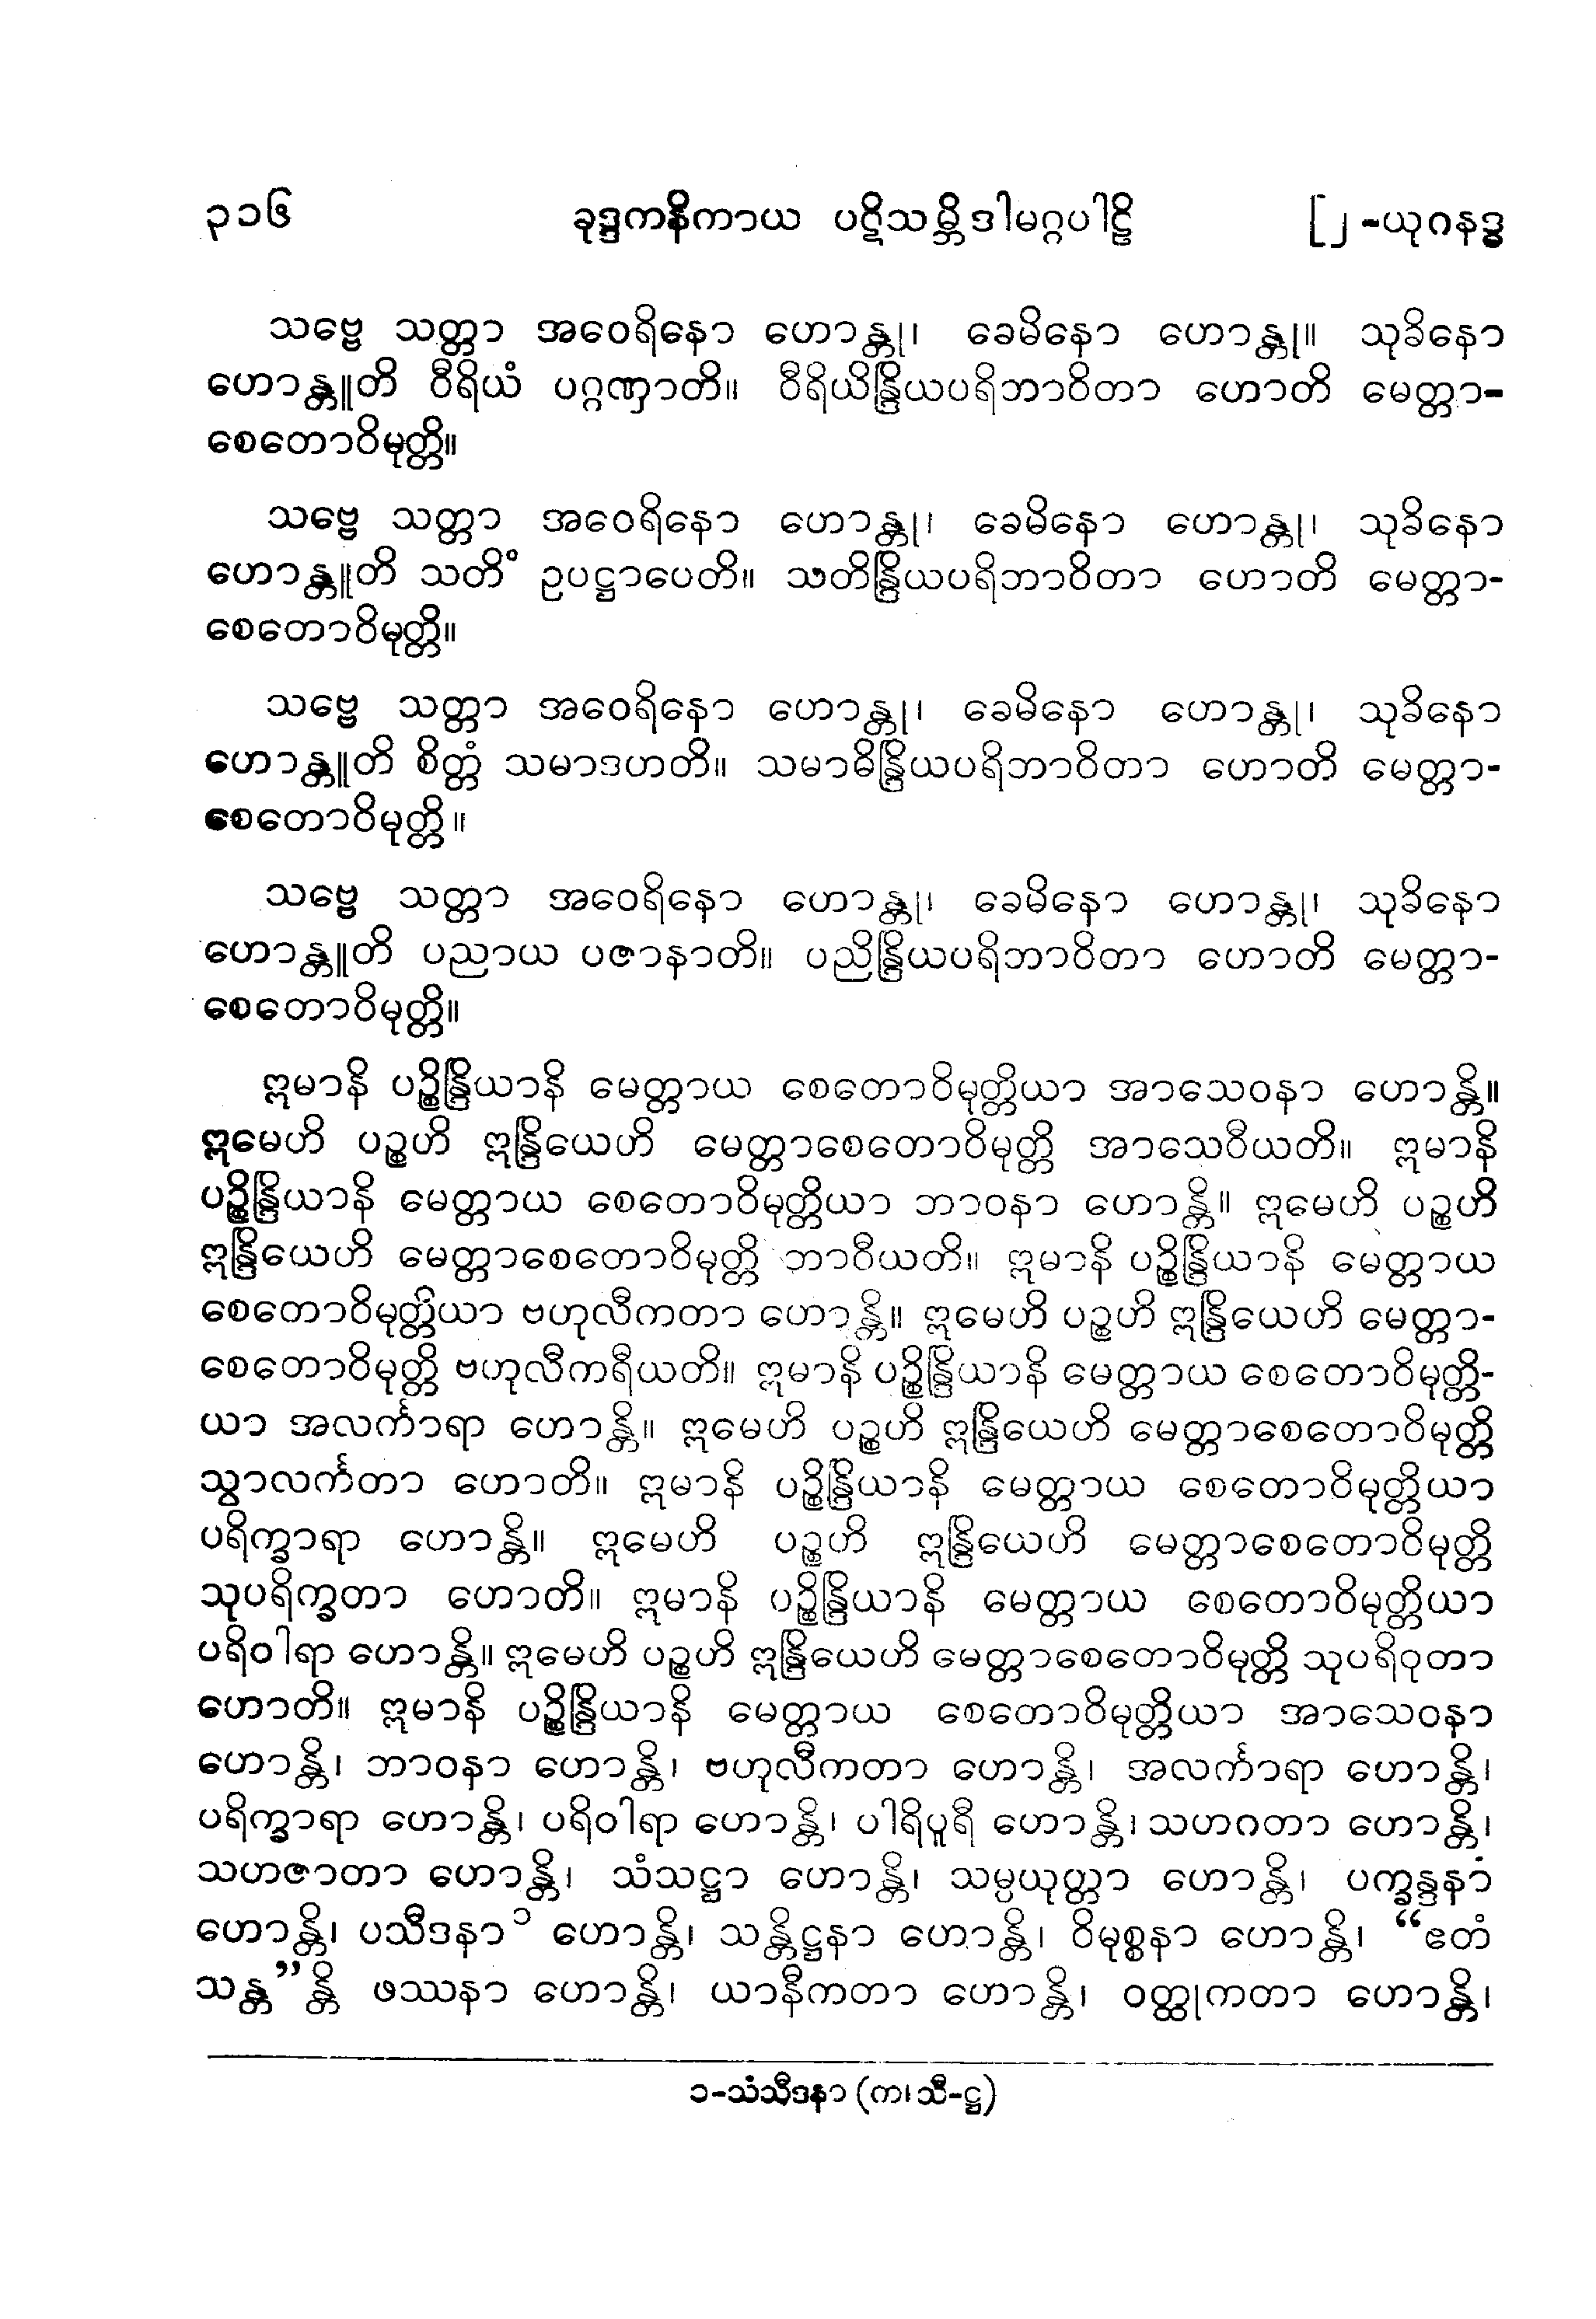 ၃၁၆ ခုဒ္ဒကနိကာယ ပဋိသမ္ဘိဒါမဂ္ဂပါဠိ [၂-ယုဂနဒ္ဓ
သဗ္ဗေ သတ္တာ အဝေရိနော ဟောန္တု၊ ခေမိနော ဟောန္တု။ သုခိနော
ဟောန္တူတိ ဝီရိယံ ပဂ္ဂဏှာတိ။ ဝီရိယိန္ဒြိယပရိဘာဝိတာ ဟောတိ မေတ္တာ-
စေတောဝိမုတ္တိ။
သဗ္ဗေ သတ္တာ အဝေရိနော ဟောန္တု၊ ခေမိနော ဟောန္တု၊ သုခိနော
ဟောန္တူတိ သတိံ ဥပဋ္ဌာပေတိ။ သတိန္ဒြိယပရိဘာဝိတာ ဟောတိ မေတ္တာ-
စေတောဝိမုတ္တိ။
သဗ္ဗေ သတ္တာ အဝေရိနော ဟောန္တု၊ ခေမိနော ဟောန္တု၊ သုခိနော
ဟောန္တူတိ စိတ္တံ သမာဒဟတိ။ သမာဓိန္ဒြိယပရိဘာဝိတာ ဟောတိ မေတ္တာ-
စေတောဝိမုတ္တိ။
သဗ္ဗေ သတ္တာ အဝေရိနော ဟောန္တု၊ ခေမိနော ဟောန္တု၊ သုခိနော
ဟောန္တူတိ ပညာယ ပဇာနာတိ။ ပညိန္ဒြိယပရိဘာဝိတာ ဟောတိ မေတ္တာ-
စေတောဝိမုတ္တိ။
ဣမာနိ ပဉ္စိန္ဒြိယာနိ မေတ္တာယ စေတောဝိမုတ္တိယာ အာသေဝနာ ဟောန္တိ။
ဣမေဟိ ပဉ္စဟိ ဣန္ဒြိယေဟိ မေတ္တာစေတောဝိမုတ္တိ အာသေဝီယတိ။ ဣမာနိ
ပဉ္စိန္ဒြိယာနိ မေတ္တာယ စေတောဝိမုတ္တိယာ ဘာဝနာ ဟောန္တိ။ ဣမေဟိ ပဉ္စဟိ
ဣန္ဒြိယေဟိ မေတ္တာစေတောဝိမုတ္တိ ဘာဝီယတိ။ ဣမာနိ ပဉ္စိန္ဒြိယာနိ မေတ္တာယ
စေတောဝိမုတ္တိယာ ဗဟုလီကတာ ဟောန္တိ။ ဣမေဟိ ပဉ္စဟိ ဣန္ဒြိယေဟိ မေတ္တာ-
စေတောဝိမုတ္တိ ဗဟုလီကရီယတိ။ ဣမာနိ ပဉ္စိန္ဒြိယာနိ မေတ္တာယ စေတောဝိမုတ္တိ-
ယာ အလင်္ကာရာ ဟောန္တိ။ ဣမေဟိ ပဉ္စဟိ ဣန္ဒြိယေဟိ မေတ္တာစေတောဝိမုတ္တိ
သွာလင်္ကတာ ဟောတိ။ ဣမာနိ ပဉ္စိန္ဒြိယာနိ မေတ္တာယ စေတောဝိမုတ္တိယာ
ပရိက္ခာရာ ဟောန္တိ။ ဣမေဟိ ပဉ္စဟိ ဣန္ဒြိယေဟိ မေတ္တာစေတောဝိမုတ္တိ
သုပရိက္ခတာ ဟောတိ။ ဣမာနိ ပဉ္စိန္ဒြိယာနိ မေတ္တာယ စေတောဝိမုတ္တိယာ
ပရိဝါရာ ဟောန္တိ။ ဣမေဟိ ပဉ္စဟိ ဣန္ဒြိယေဟိ မေတ္တာစေတောဝိမုတ္တိ သုပရိဝုတာ
ဟောတိ။ ဣမာနိ ပဉ္စိန္ဒြိယာနိ မေတ္တာယ စေတောဝိမုတ္တိယာ အာသေဝနာ
ဟောန္တိ၊ ဘာဝနာ ဟောန္တိ၊ ဗဟုလီကတာ ဟောန္တိ၊ အလင်္ကာရာ ဟောန္တိ၊
ပရိက္ခာရာ ဟောန္တိ၊ ပရိဝါရာ ဟောန္တိ၊ ပါရိပူရီ ဟောန္တိ၊ သဟဂတာ ဟောန္တိ၊
သဟဇာတာ ဟောန္တိ၊ သံသဋ္ဌာ ဟောန္တိ၊ သမ္ပယုတ္တာ ဟောန္တိ၊ ပက္ခန္ဒနာ
ဟောန္တိ၊ ပသီဒနာ၁ ဟောန္တိ၊ သန္တိဋ္ဌနာ ဟောန္တိ၊ ဝိမုစ္စနာ ဟောန္တိ၊ “ဧတံ
သန္တ”န္တိ ဖဿနာ ဟောန္တိ၊ ယာနီကတာ ဟောန္တိ၊ ဝတ္ထုကတာ ဟောန္တိ၊
၁-သံသီဒနာ (က၊ သီ-ဋ္ဌ)